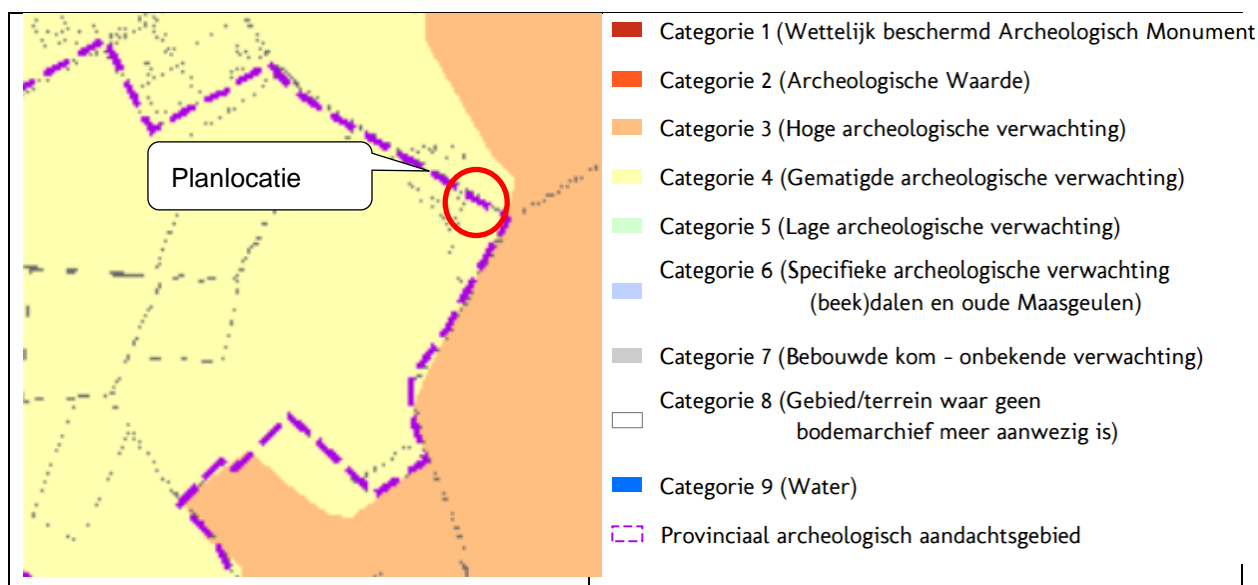 Planlocatie
Categorie 1 (Wettelijk beschermd Archeologisch Monument
Categorie 2 (Archeologische Waarde)
Categorie 3 (Hoge archeologische verwachting)
Categorie 4 (Gematigde archeologische verwachting)
Categorie 5 (Lage archeologische verwachting)
Categorie 6 (Specifieke archeologische verwachting
(beek)dalen en oude Maasgeulen)
Categorie 7 (Bebouwde kom – onbekende verwachting)
Categorie 8 (Gebied/terrein waar geen
bodemarchief meer aanwezig is)
Categorie 9 (Water)
Provinciaal archeologisch aandachtsgebied